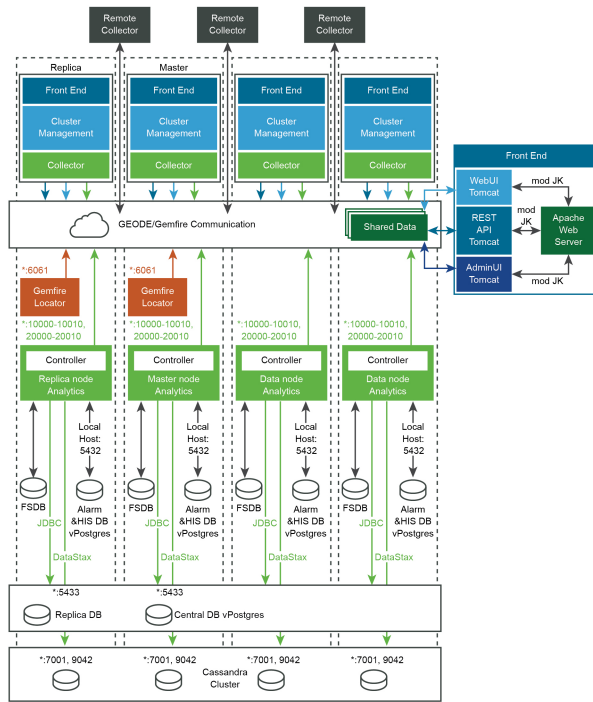 Remote
Collector
Remote
Collector
Remote
Collector
Replica
Master
Front End
Cluster
Management
Collector
Front End
Cluster
Management
Collector
Front End
Cluster
Management
Collector
Front End
Cluster
Management
Collector
GEODE/Gemfire Communication
Shared Data
Front End
WebUI
Tomcat
REST
API
Tomcat
AdminUI
Tomcat
mod JK
mod
JK
mod JK
Apache
Web
Server
*:6061
Gemfire
Locator
*:6061
Gemfire
Locator
*:10000-10010,
20000-20010
*:10000-10010,
20000-20010
*:10000-10010,
20000-20010
*:10000-10010,
20000-20010
Controller
Replica node
Analytics
Controller
Master node
Analytics
Controller
Data node
Analytics
Controller
Data node
Analytics
Local
Host:
5432
Local
Host:
5432
Local
Host:
5432
Local
Host:
5432
FSDB
Alarm
&HIS DB
vPostgres
FSDB
Alarm
&HIS DB
vPostgres
FSDB
Alarm
&HIS DB
vPostgres
FSDB
Alarm
&HIS DB
vPostgres
JDBC
JDBC
JDBC
JDBC
DataStax
DataStax
DataStax
DataStax
*:5433
*:5433
Replica DB
Central DB vPostgres
*:7001, 9042
*:7001, 9042
*:7001, 9042
*:7001, 9042
Cassandra
Cluster